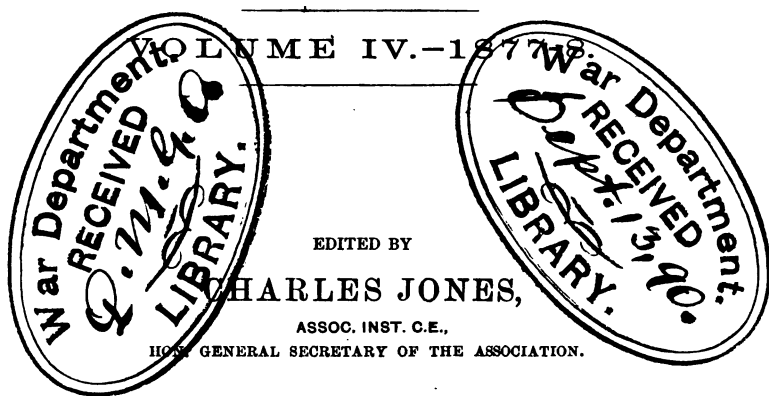 VOLUME IV.—1877-8.
War Department.
RECEIVED
Q. M. G. O.
LIBRARY.
War Department.
RECEIVED
Sept. 13, 90.
LIBRARY.
EDITED BY
CHARLES JONES,
ASSOC. INST. C.E.,
HON. GENERAL SECRETARY OF THE ASSOCIATION.